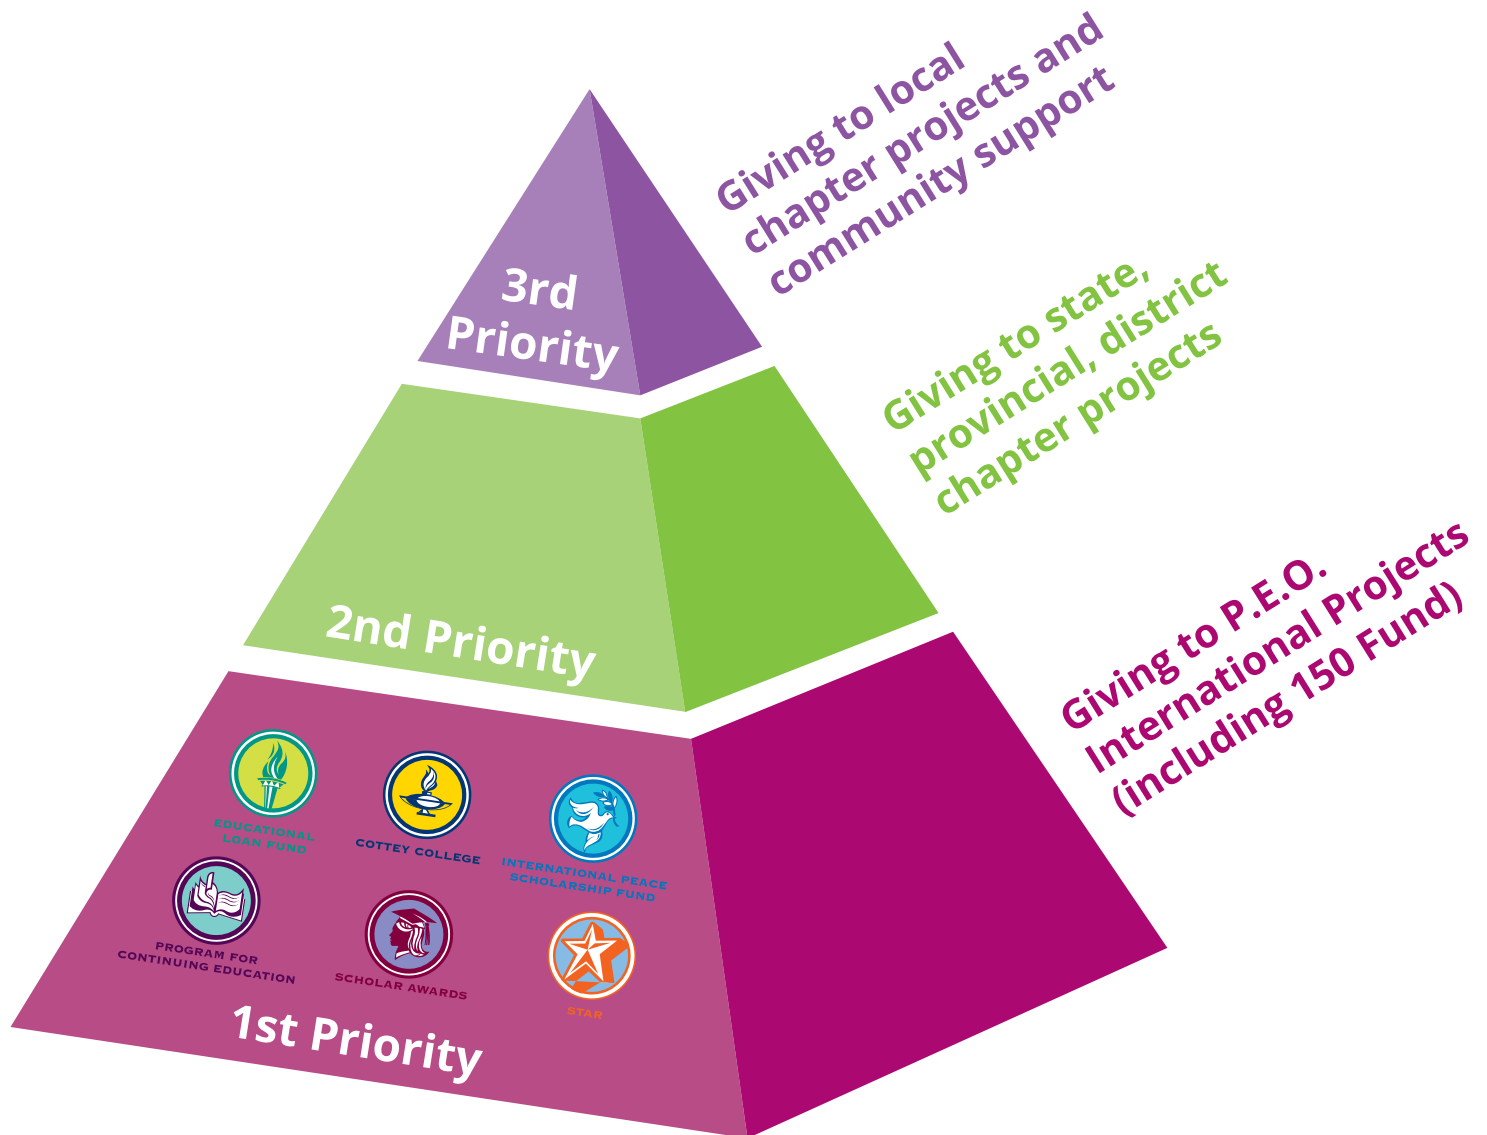 Giving to local
chapter projects and
community support
3rd
Priority
Giving to state,
provincial, district
chapter projects
2nd Priority
Giving to P.E.O.
International Projects
(including 150 Fund)
EDUCATIONAL
LOAN FUND
COTTEY COLLEGE
INTERNATIONAL PEACE
SCHOLARSHIP FUND
PROGRAM FOR
CONTINUING EDUCATION
SCHOLAR AWARDS
STAR
1st Priority